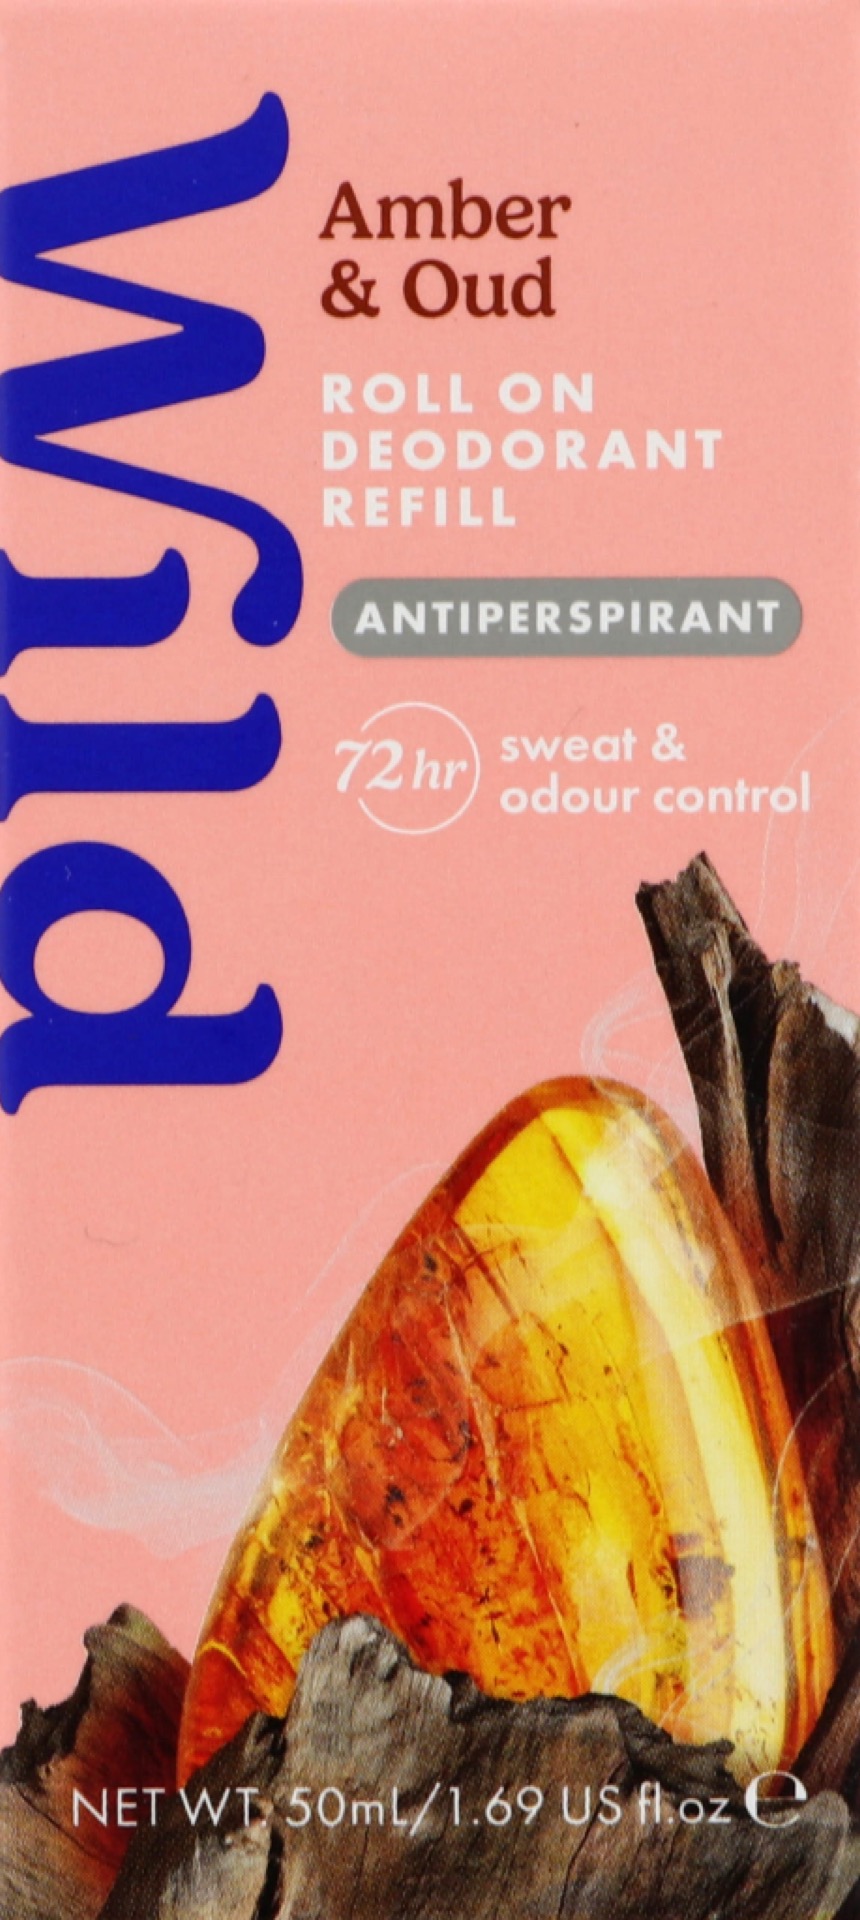 Wild
Amber
& Oud
ROLL ON
DEODORANT
REFILL
ANTIPERSPIRANT
72hr
sweat &
odour control
NET WT. 50mL/1.69 US fl.oz ℮